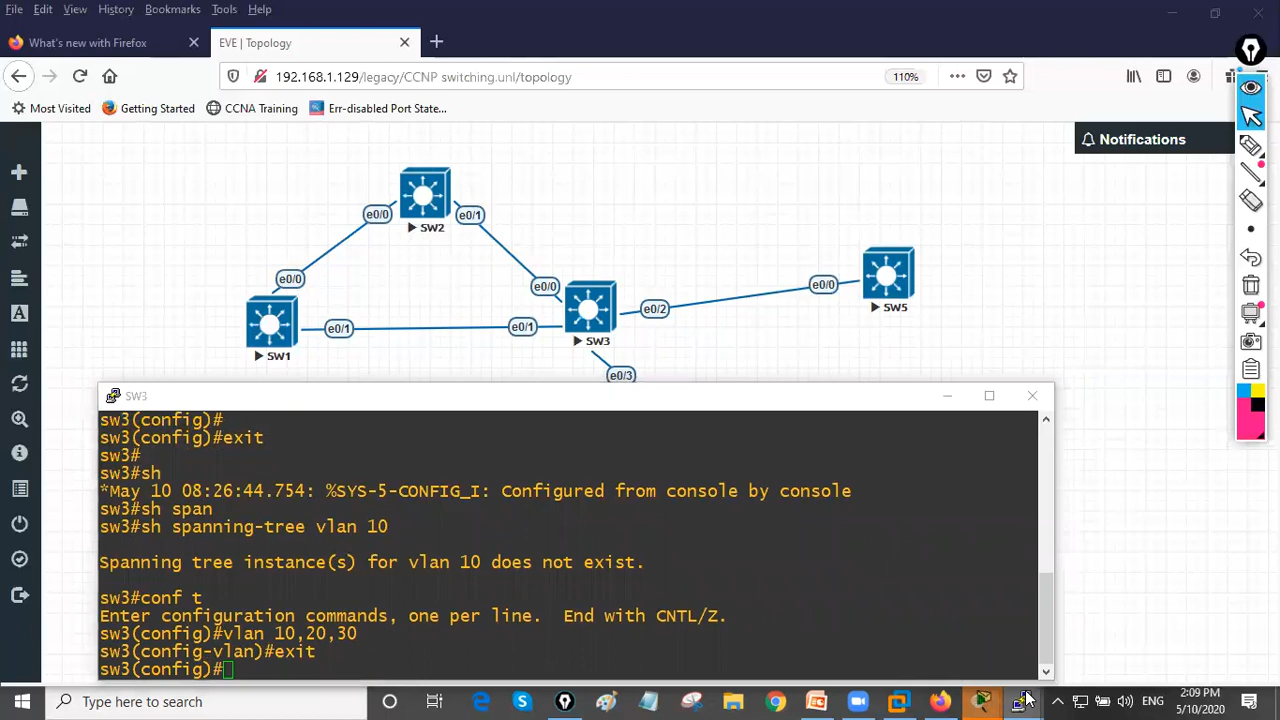 File Edit View History Bookmarks Tools Help
What's new with Firefox
EVE | Topology
192.168.1.129/legacy/CCNP switching.unl/topology
110%
Most Visited
Getting Started
CCNA Training
Err-disabled Port State...
Notifications
e0/0
e0/1
SW2
e0/0
e0/0
e0/0
SW5
e0/1
e0/1
e0/2
SW3
SW1
e0/3
SW3
sw3(config)#
sw3(config)#exit
sw3#
sw3#sh
*May 10 08:26:44.754: %SYS-5-CONFIG_I: Configured from console by console
sw3#sh span
sw3#sh spanning-tree vlan 10
Spanning tree instance(s) for vlan 10 does not exist.
sw3#conf t
Enter configuration commands, one per line.  End with CNTL/Z.
sw3(config)#vlan 10,20,30
sw3(config-vlan)#exit
sw3(config)#
Type here to search
ENG
2:09 PM
5/10/2020